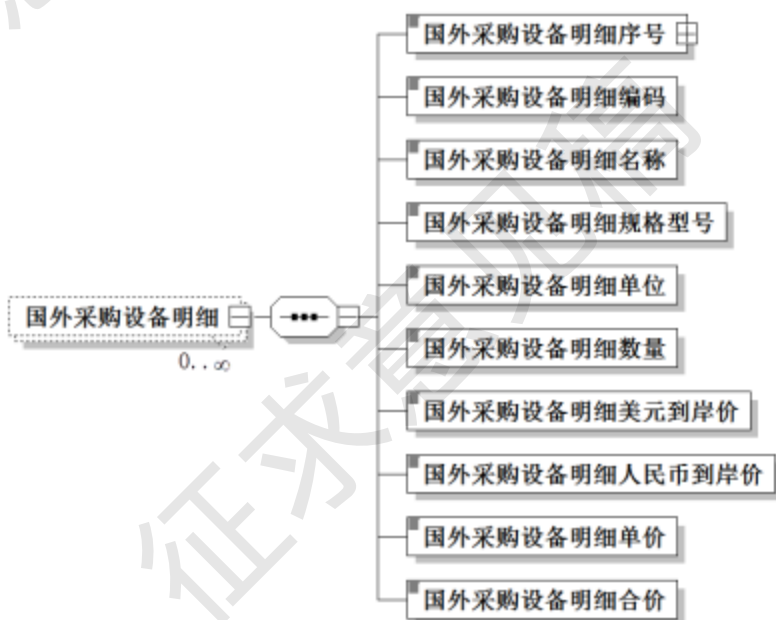 国外采购设备明细序号
国外采购设备明细编码
国外采购设备明细名称
国外采购设备明细规格型号
国外采购设备明细单位
国外采购设备明细
0..∞
国外采购设备明细数量
国外采购设备明细美元到岸价
国外采购设备明细人民币到岸价
国外采购设备明细单价
国外采购设备明细合价
征求意见稿